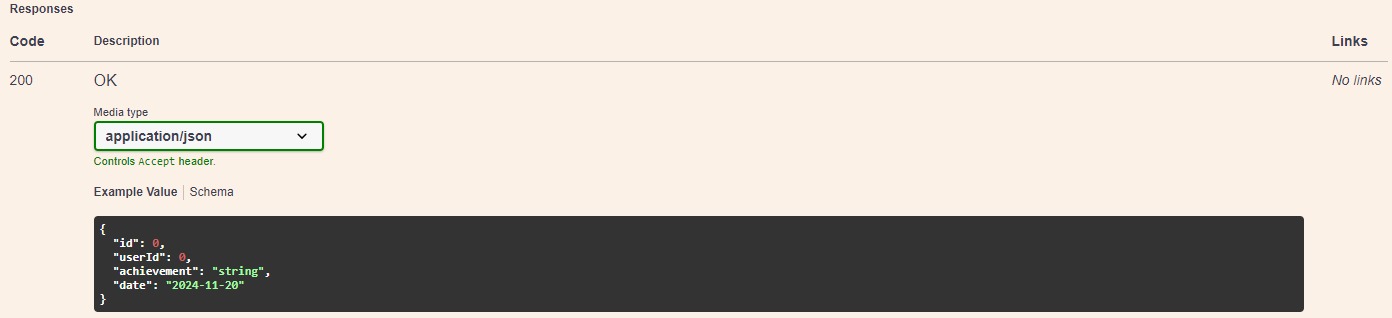 Responses
Code Description Links
200 OK No links
Media type
application/json
Controls Accept header.
Example Value Schema
{
"id": 0,
"userId": 0,
"achievement": "string",
"date": "2024-11-20"
}